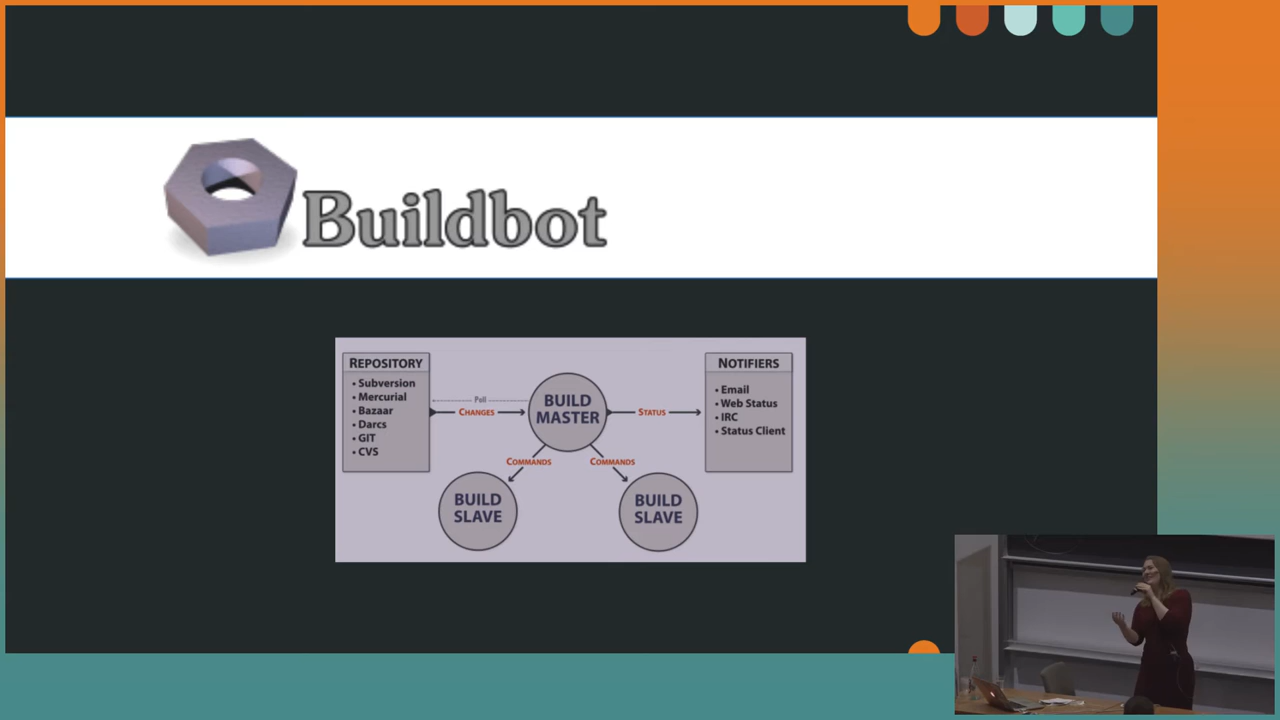 Buildbot
REPOSITORY
• Subversion
• Mercurial
• Bazaar
• Darcs
• GIT
• CVS
Poll
CHANGES
BUILD
MASTER
STATUS
NOTIFIERS
• Email
• Web Status
• IRC
• Status Client
COMMANDS
COMMANDS
BUILD
SLAVE
BUILD
SLAVE